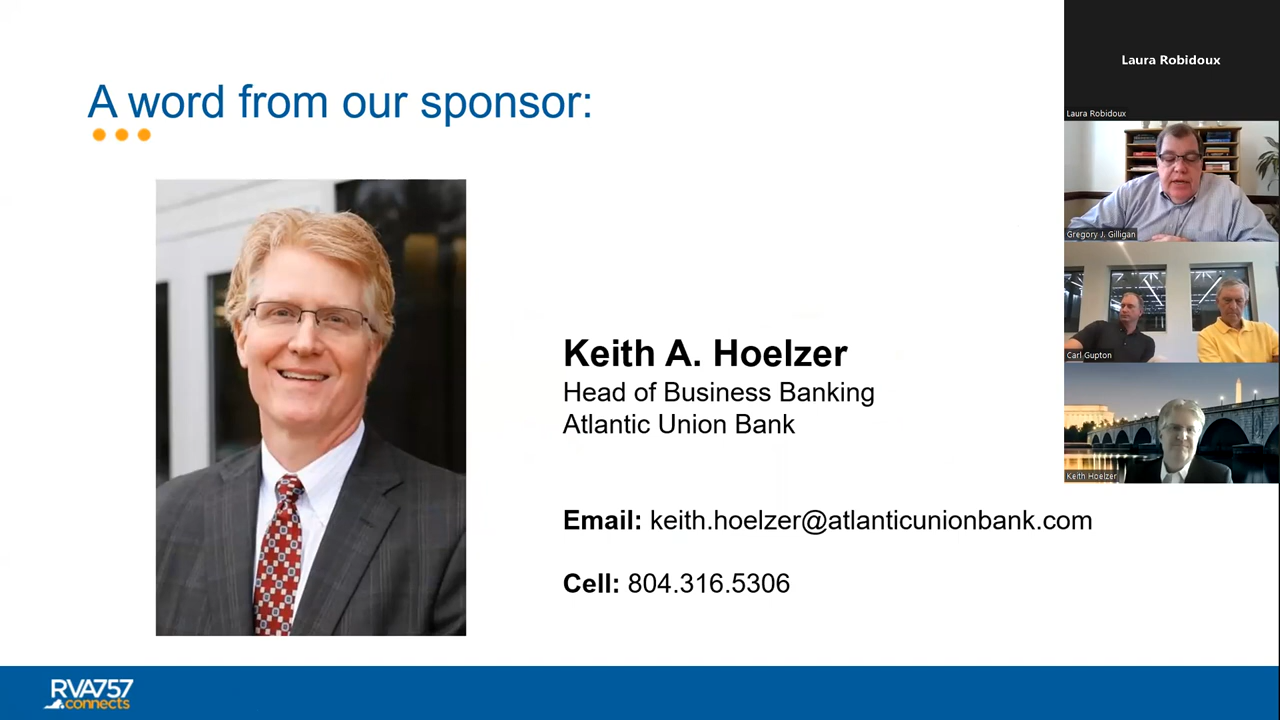 A word from our sponsor:
Keith A. Hoelzer
Head of Business Banking
Atlantic Union Bank
Email: keith.hoelzer@atlanticunionbank.com
Cell: 804.316.5306
RVA757
connects
Laura Robidoux
Laura Robidoux
Gregory J. Gilligan
Carl Gupton
Keith Hoelzer